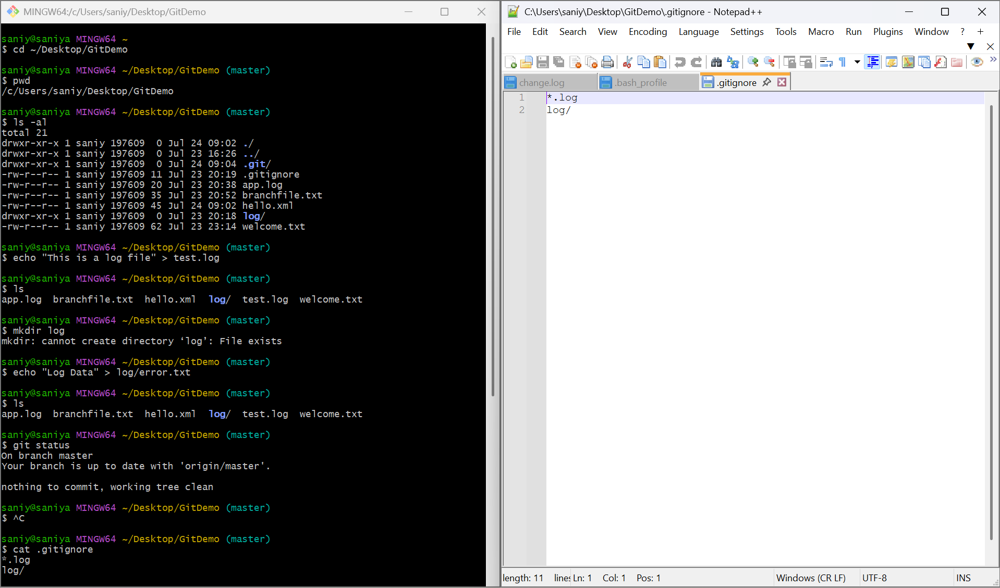 MINGW64:/c/Users/saniy/Desktop/GitDemo
saniy@saniya MINGW64 ~
$ cd ~/Desktop/GitDemo
saniy@saniya MINGW64 ~/Desktop/GitDemo (master)
$ pwd
/c/Users/saniy/Desktop/GitDemo
saniy@saniya MINGW64 ~/Desktop/GitDemo (master)
$ ls -al
total 21
drwxr-xr-x 1 saniy 197609  0 Jul 24 09:02 ./
drwxr-xr-x 1 saniy 197609  0 Jul 23 16:26 ../
drwxr-xr-x 1 saniy 197609  0 Jul 24 09:04 .git/
-rw-r--r-- 1 saniy 197609 11 Jul 23 20:19 .gitignore
-rw-r--r-- 1 saniy 197609 20 Jul 23 20:38 app.log
-rw-r--r-- 1 saniy 197609 35 Jul 23 20:52 branchfile.txt
-rw-r--r-- 1 saniy 197609 45 Jul 24 09:02 hello.xml
drwxr-xr-x 1 saniy 197609  0 Jul 23 20:18 log/
-rw-r--r-- 1 saniy 197609 62 Jul 23 23:14 welcome.txt
saniy@saniya MINGW64 ~/Desktop/GitDemo (master)
$ echo "This is a log file" > test.log
saniy@saniya MINGW64 ~/Desktop/GitDemo (master)
$ ls
app.log  branchfile.txt  hello.xml  log/  test.log  welcome.txt
saniy@saniya MINGW64 ~/Desktop/GitDemo (master)
$ mkdir log
mkdir: cannot create directory ‘log’: File exists
saniy@saniya MINGW64 ~/Desktop/GitDemo (master)
$ echo "Log Data" > log/error.txt
saniy@saniya MINGW64 ~/Desktop/GitDemo (master)
$ ls
app.log  branchfile.txt  hello.xml  log/  test.log  welcome.txt
saniy@saniya MINGW64 ~/Desktop/GitDemo (master)
$ git status
On branch master
Your branch is up to date with 'origin/master'.
nothing to commit, working tree clean
saniy@saniya MINGW64 ~/Desktop/GitDemo (master)
$ ^C
saniy@saniya MINGW64 ~/Desktop/GitDemo (master)
$ cat .gitignore
*.log
log/
C:\Users\saniy\Desktop\GitDemo\.gitignore - Notepad++
File Edit Search View Encoding Language Settings Tools Macro Run Plugins Window ? +
change.log .bash_profile .gitignore
1 *.log
2 log/
length: 11 lines Ln: 1 Col: 1 Pos: 1 Windows (CR LF) UTF-8 INS